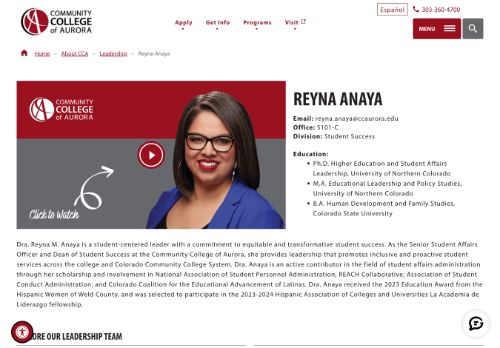 COMMUNITY
COLLEGE
of AURORA
Español
303-360-4700
Apply
Get Info
Programs
Visit
MENU
Home » About CCA » Leadership » Reyna Anaya
COMMUNITY
COLLEGE
of AURORA
Click to Watch
REYNA ANAYA
Email: reyna.anaya@ccaurora.edu
Office: S101-C
Division: Student Success
Education:
• Ph.D. Higher Education and Student Affairs
Leadership, University of Northern Colorado
• M.A. Educational Leadership and Policy Studies,
University of Northern Colorado
• B.A. Human Development and Family Studies,
Colorado State University
Dra. Reyna M. Anaya is a student-centered leader with a commitment to equitable and transformative student success. As the Senior Student Affairs
Officer and Dean of Student Success at the Community College of Aurora, she provides leadership that promotes inclusive and proactive student
services across the college and Colorado Community College System. Dra. Anaya is an active contributor in the field of student affairs administration
through her scholarship and involvement in National Association of Student Personnel Administration, REACH Collaborative; Association of Student
Conduct Administration; and Colorado Coalition for the Educational Advancement of Latinxs. Dra. Anaya received the 2023 Education Award from the
Hispanic Women of Weld County, and was selected to participate in the 2023-2024 Hispanic Association of Colleges and Universities La Academia de
Liderazgo fellowship.
ORE OUR LEADERSHIP TEAM